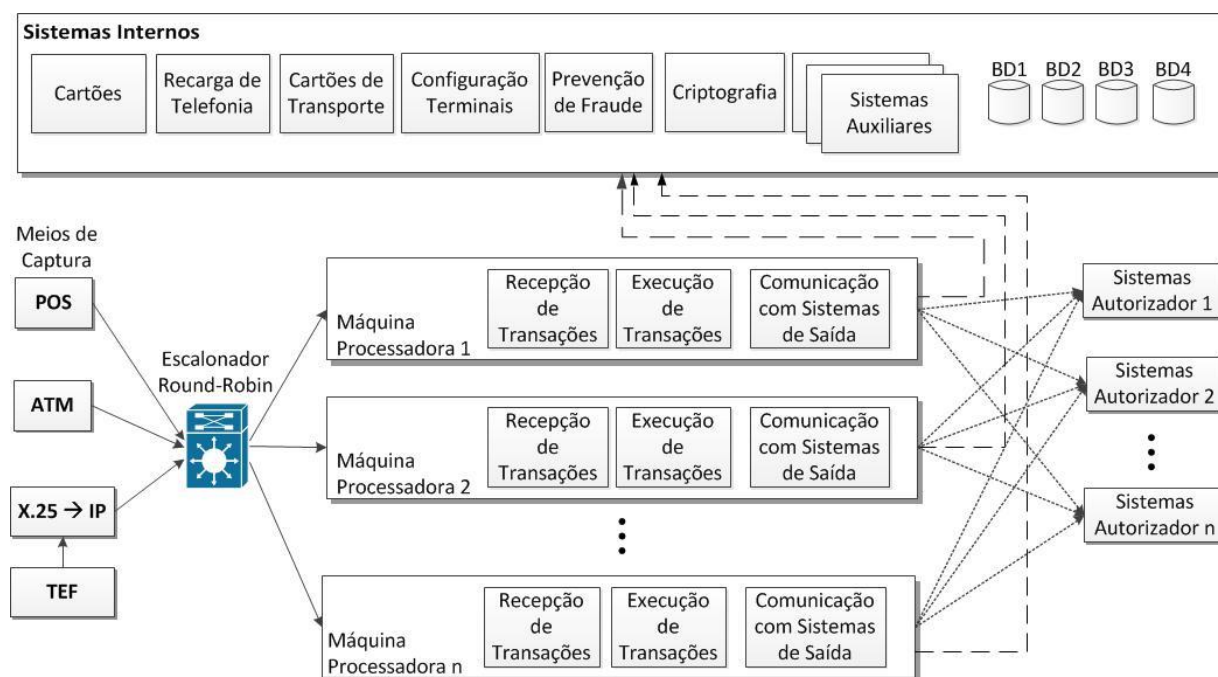 Sistemas Internos
Cartões
Recarga de
Telefonia
Cartões de
Transporte
Configuração
Terminais
Prevenção
de Fraude
Criptografia
Sistemas
Auxiliares
BD1
BD2
BD3
BD4
Meios de
Captura
POS
ATM
X.25 → IP
TEF
Escalonador
Round-Robin
Máquina
Processadora 1
Recepção
de
Transações
Execução
de
Transações
Comunicação
com Sistemas
de Saída
Máquina
Processadora 2
Recepção
de
Transações
Execução
de
Transações
Comunicação
com Sistemas
de Saída
Máquina
Processadora n
Recepção
de
Transações
Execução
de
Transações
Comunicação
com Sistemas
de Saída
Sistemas
Autorizador 1
Sistemas
Autorizador 2
Sistemas
Autorizador n